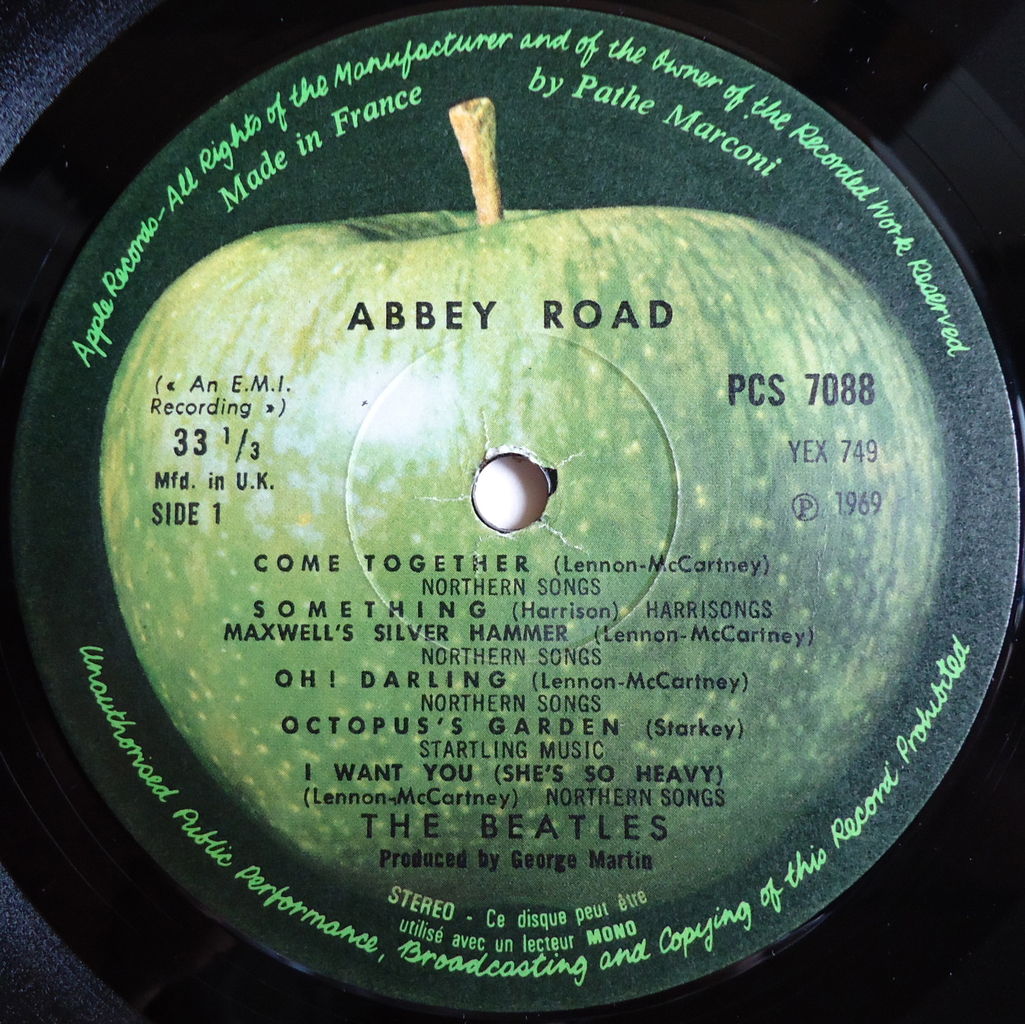 Apple Records-All Rights of the Manufacturer and of the Owner of the Recorded Work Reserved
Made in France by Pathe Marconi
ABBEY ROAD
(« An E.M.I.
Recording »)
33 1/3
Mfd. in U.K.
SIDE 1
PCS 7088
YEX 749
Ⓟ 1969
COME TOGETHER (Lennon-McCartney)
NORTHERN SONGS
SOMETHING (Harrison) HARRISONGS
MAXWELL'S SILVER HAMMER (Lennon-McCartney)
NORTHERN SONGS
OH! DARLING (Lennon-McCartney)
NORTHERN SONGS
OCTOPUS'S GARDEN (Starkey)
STARTLING MUSIC
I WANT YOU (SHE'S SO HEAVY)
(Lennon-McCartney) NORTHERN SONGS
THE BEATLES
Produced by George Martin
STEREO - Ce disque peut être
utilisé avec un lecteur MONO
Unauthorised Public Performance, Broadcasting and Copying of this Record Prohibited